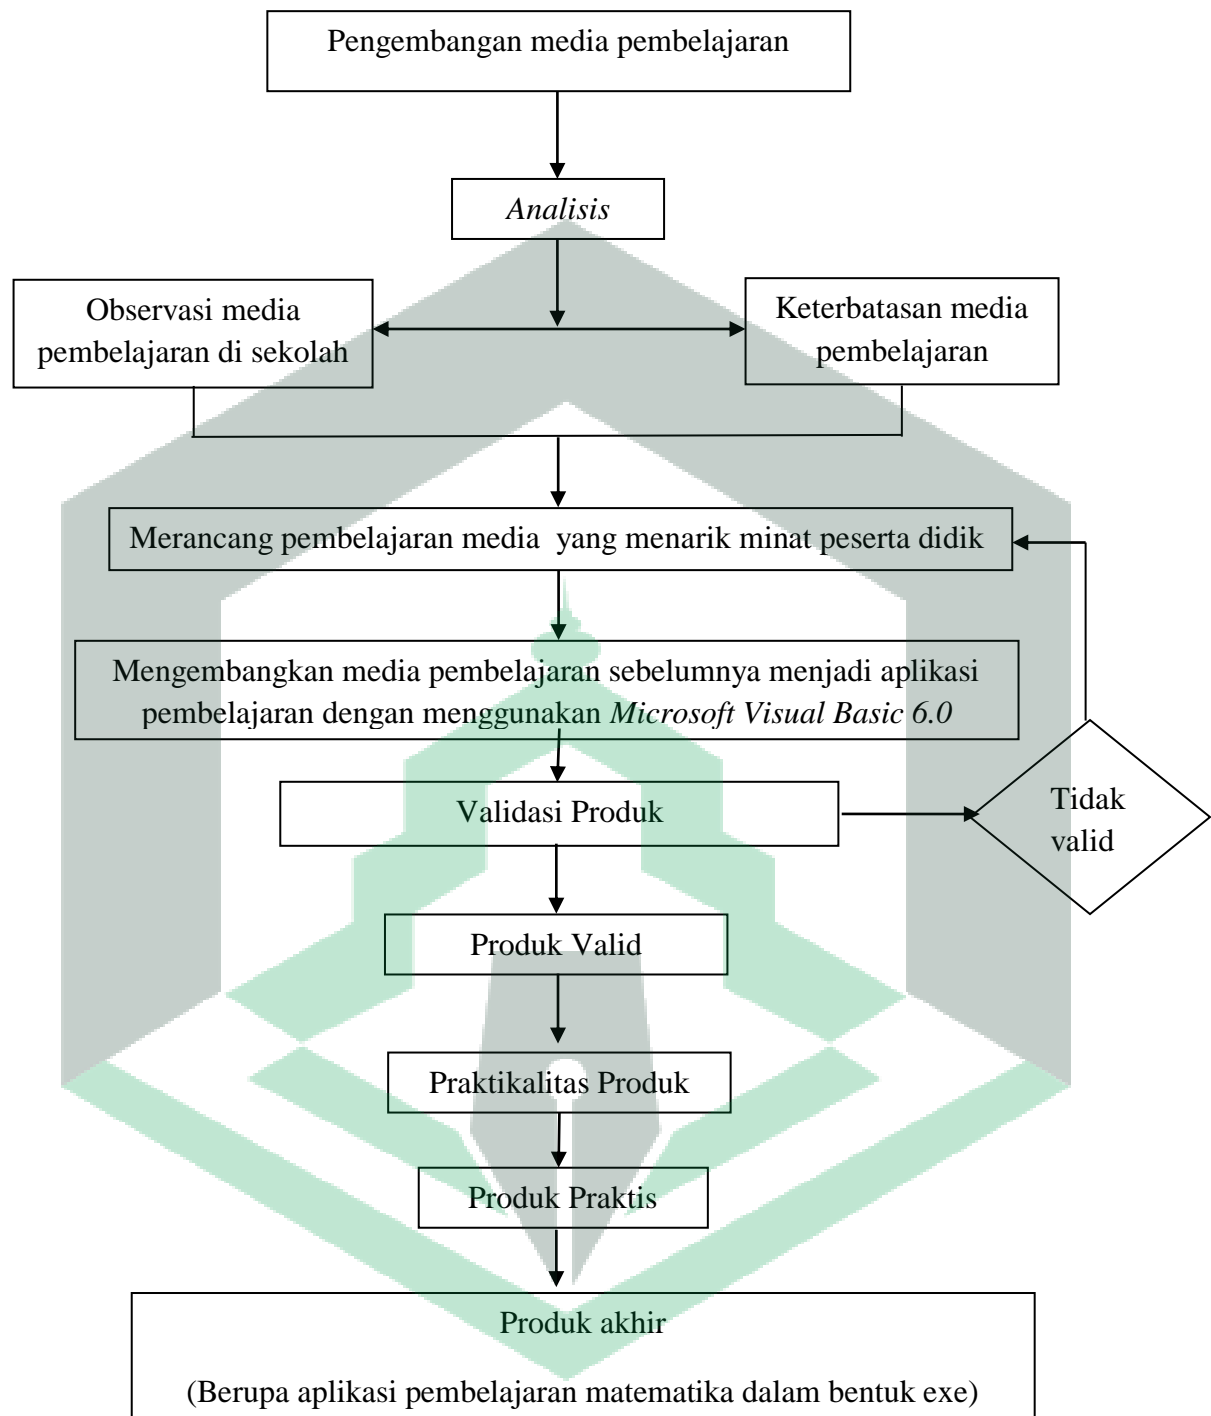 Pengembangan media pembelajaran
Analisis
Observasi media
pembelajaran di sekolah
Keterbatasan media
pembelajaran
Merancang pembelajaran media yang menarik minat peserta didik
Mengembangkan media pembelajaran sebelumnya menjadi aplikasi
pembelajaran dengan menggunakan Microsoft Visual Basic 6.0
Validasi Produk
Tidak
valid
Produk Valid
Praktikalitas Produk
Produk Praktis
Produk akhir
(Berupa aplikasi pembelajaran matematika dalam bentuk exe)